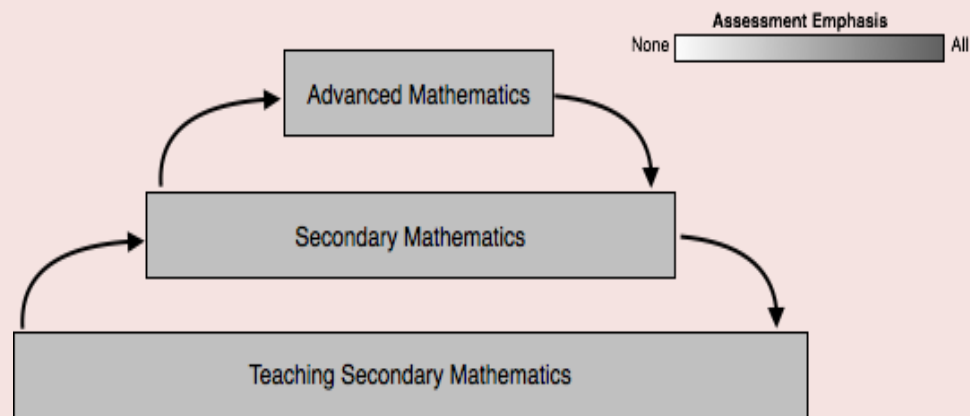 Assessment Emphasis
None All
Advanced Mathematics
Secondary Mathematics
Teaching Secondary Mathematics